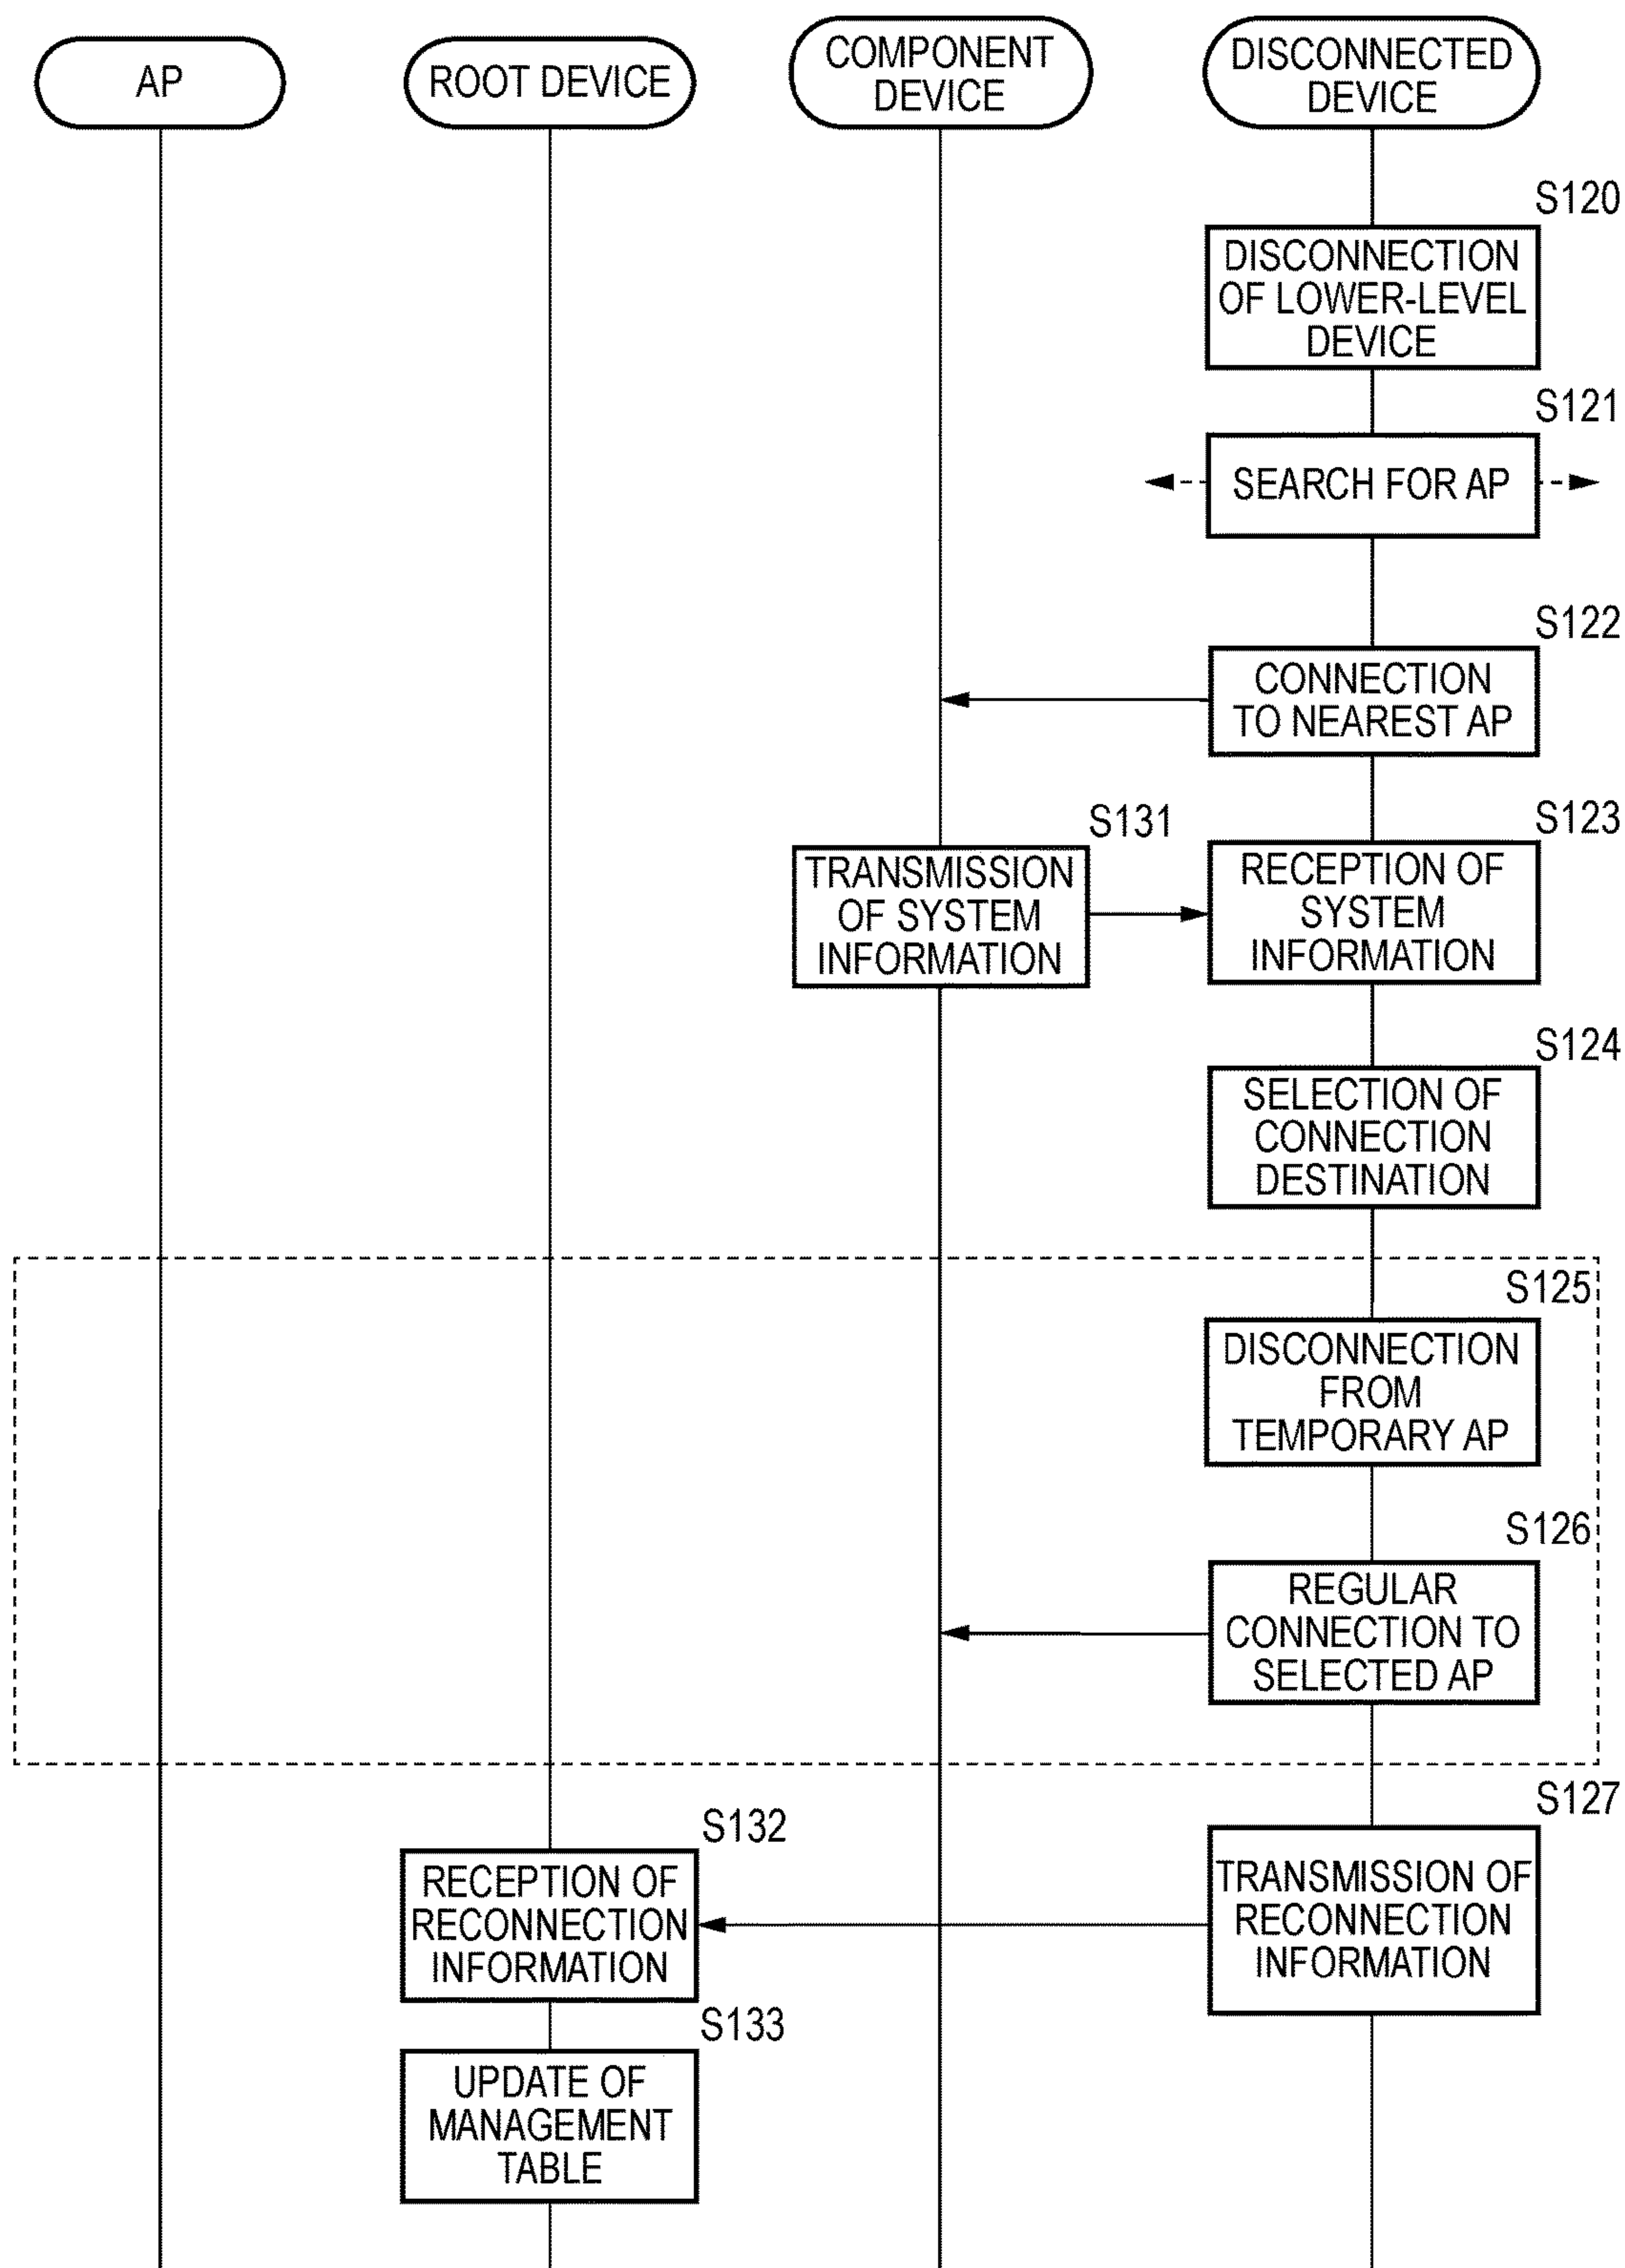 AP
ROOT DEVICE
COMPONENT
DEVICE
DISCONNECTED
DEVICE
S120
DISCONNECTION
OF LOWER-LEVEL
DEVICE
S121
SEARCH FOR AP
S122
CONNECTION
TO NEAREST AP
S131
TRANSMISSION
OF SYSTEM
INFORMATION
S123
RECEPTION OF
SYSTEM
INFORMATION
S124
SELECTION OF
CONNECTION
DESTINATION
S125
DISCONNECTION
FROM
TEMPORARY AP
S126
REGULAR
CONNECTION TO
SELECTED AP
S127
TRANSMISSION OF
RECONNECTION
INFORMATION
S132
RECEPTION OF
RECONNECTION
INFORMATION
S133
UPDATE OF
MANAGEMENT
TABLE